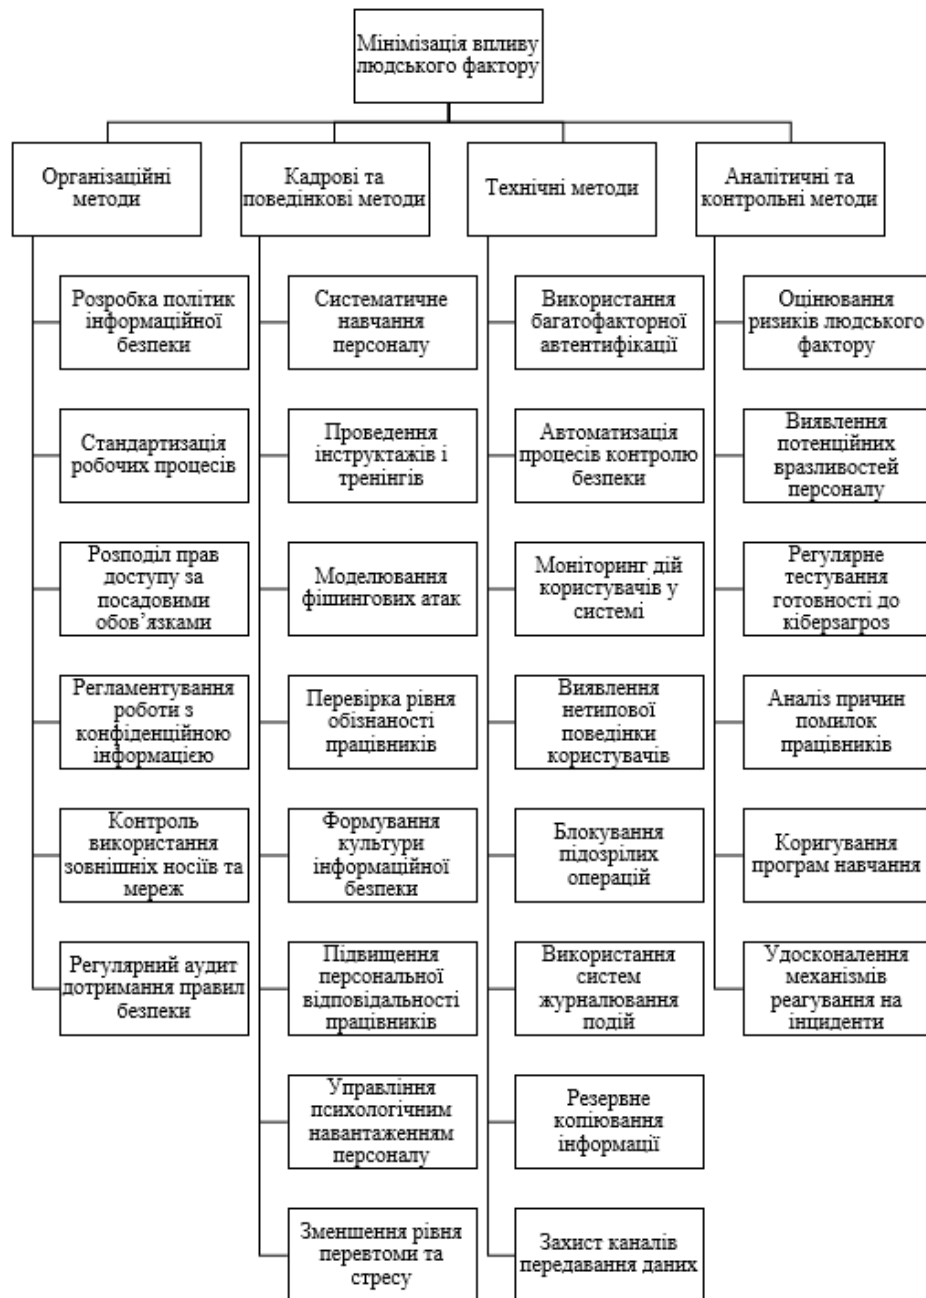 Мінімізація впливу
людського фактору
Організаційні
методи
Розробка політик
інформаційної
безпеки
Стандартизація
робочих процесів
Розподіл прав
доступу за
посадовими
обов’язками
Регламентування
роботи з
конфіденційною
інформацією
Контроль
використання
зовнішніх носіїв та
мереж
Регулярний аудит
дотримання правил
безпеки
Кадрові та
поведінкові методи
Систематичне
навчання
персоналу
Проведення
інструктажів і
тренінгів
Моделювання
фішингових атак
Перевірка рівня
обізнаності
працівників
Формування
культури
інформаційної
безпеки
Підвищення
персональної
відповідальності
працівників
Управління
психологічним
навантаженням
персоналу
Зменшення рівня
перевтоми та
стресу
Технічні методи
Використання
багатофакторної
автентифікації
Автоматизація
процесів контролю
безпеки
Моніторинг дій
користувачів у
системі
Виявлення
нетипової
поведінки
користувачів
Блокування
підозрілих
операцій
Використання
систем
журналювання
подій
Резервне
копіювання
інформації
Захист каналів
передавання даних
Аналітичні та
контрольні методи
Оцінювання
ризиків людського
фактору
Виявлення
потенційних
вразливостей
персоналу
Регулярне
тестування
готовності до
кіберзагроз
Аналіз причин
помилок
працівників
Коригування
програм навчання
Удосконалення
механізмів
реагування на
інциденти